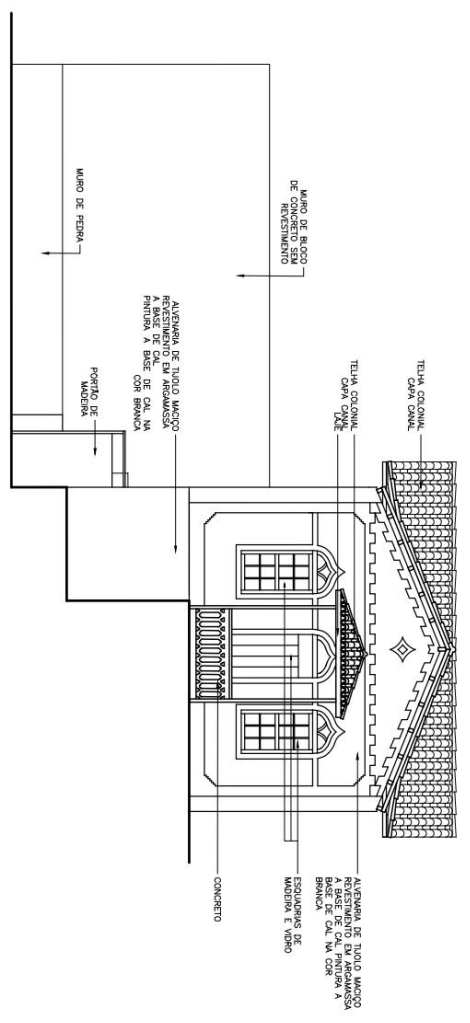 TELHA COLONIAL
CAPA CANAL
TELHA COLONIAL
CAPA CANAL
LAJE
MURO DE BLOCO
DE CONCRETO SEM
REVESTIMENTO
ALVENARIA DE TIJOLO MACIÇO
REVESTIMENTO EM ARGAMASSA
A BASE DE CAL
PINTURA A BASE DE CAL NA
COR BRANCA
MURO DE PEDRA
PORTÃO DE
MADEIRA
ALVENARIA DE TIJOLO MACIÇO
REVESTIMENTO EM ARGAMASSA
A BASE DE CAL PINTURA A
BASE DE CAL NA COR
BRANCA
ESQUADRIAS DE
MADEIRA E VIDRO
CONCRETO